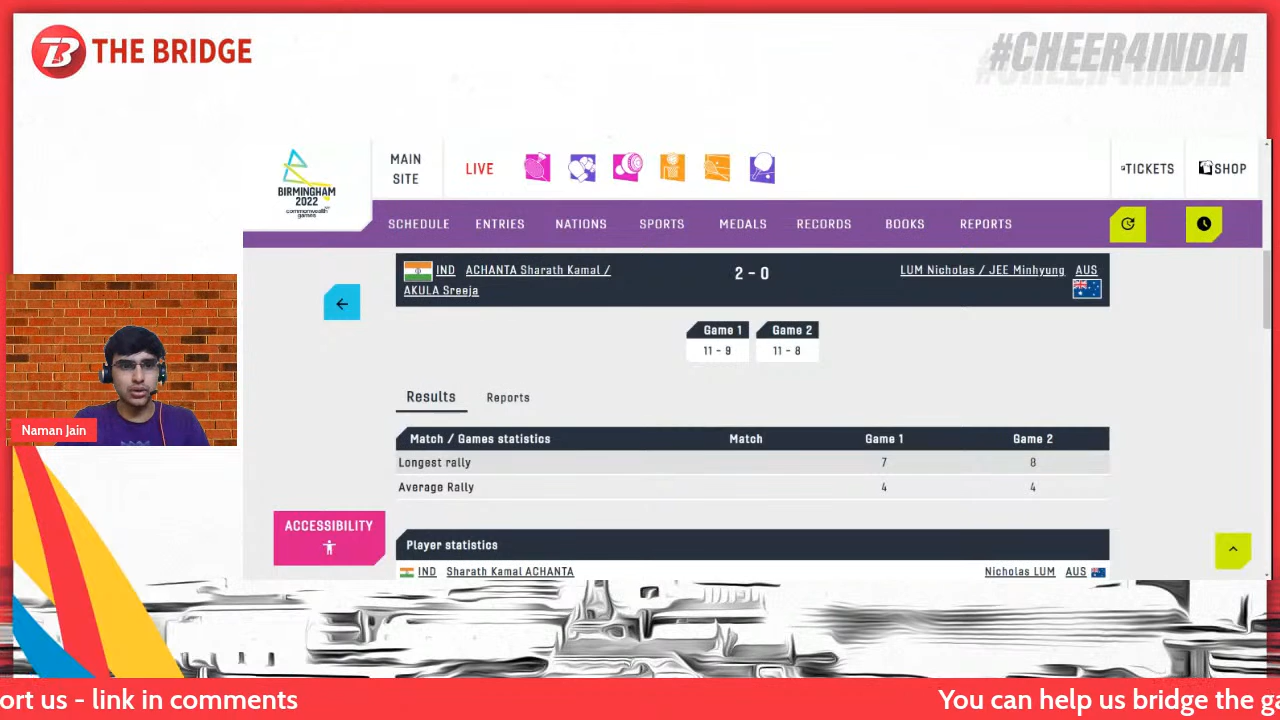 THE BRIDGE
#CHEER4INDIA
BIRMINGHAM
2022
commonwealth
games
MAIN
SITE
LIVE
TICKETS
SHOP
SCHEDULE ENTRIES NATIONS SPORTS MEDALS RECORDS BOOKS REPORTS
IND ACHANTA Sharath Kamal /
AKULA Sreeja
2 - 0
LUM Nicholas / JEE Minhyung AUS
Game 1 Game 2
11 - 9 11 - 8
Results Reports
Match / Games statistics Match Game 1 Game 2
Longest rally 7 8
Average Rally 4 4
Naman Jain
ACCESSIBILITY
Player statistics
IND Sharath Kamal ACHANTA Nicholas LUM AUS
ort us - link in comments You can help us bridge the ga